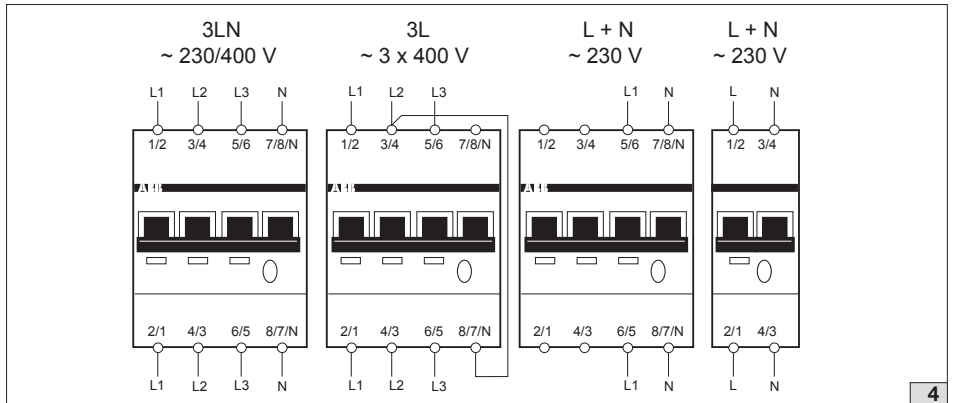 3LN 3L L + N L + N
~ 230/400 V ~ 3 x 400 V ~ 230 V ~ 230 V
L1 L2 L3 N L1 L2 L3 L1 N L N
1/2 3/4 5/6 7/8/N 1/2 3/4 5/6 7/8/N 1/2 3/4 5/6 7/8/N 1/2 3/4
ABB ABB ABB
2/1 4/3 6/5 8/7/N 2/1 4/3 6/5 8/7/N 2/1 4/3 6/5 8/7/N 2/1 4/3
L1 L2 L3 N L1 L2 L3 L1 N L N
4